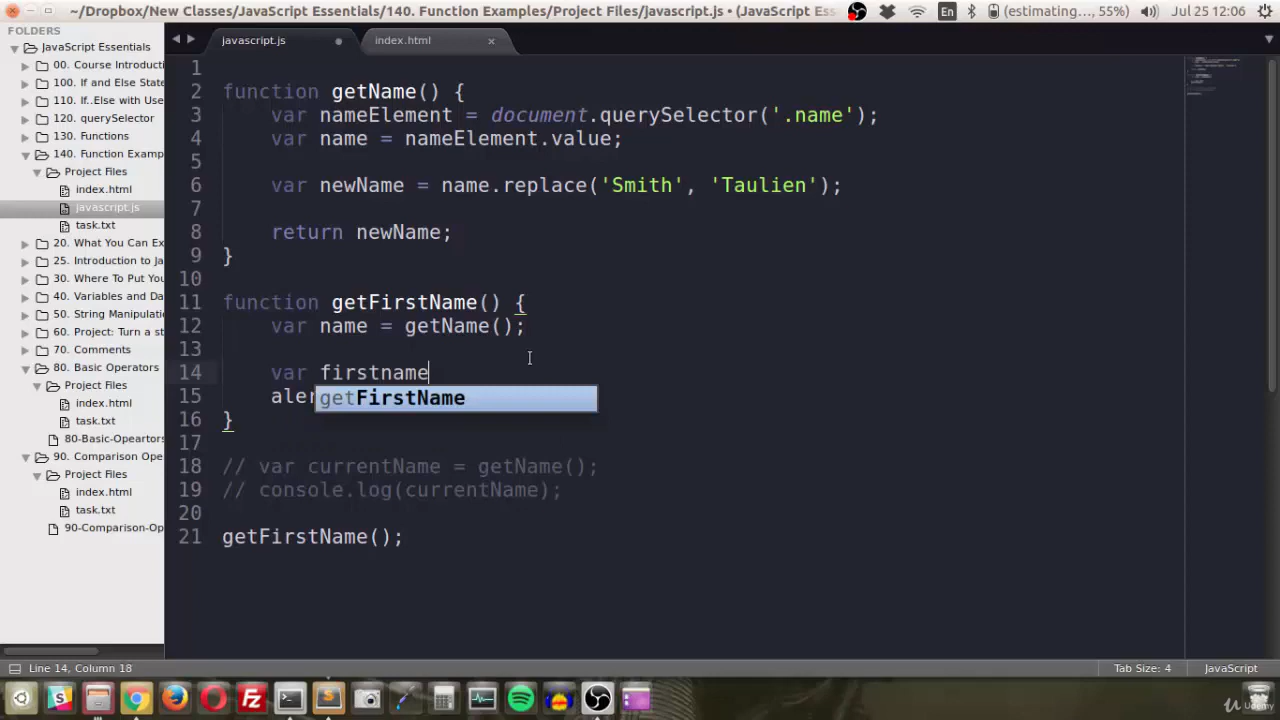 ~/Dropbox/New Classes/JavaScript Essentials/140. Function Examples/Project Files/javascript.js • (JavaScript Esse
En
(estimating..., 55%)
Jul 25 12:06
FOLDERS
JavaScript Essentials
00. Course Introducti
100. If and Else State
110. If..Else with Use
120. querySelector
130. Functions
140. Function Examp
Project Files
index.html
javascript.js
task.txt
20. What You Can Ex
25. Introduction to Ja
30. Where To Put You
40. Variables and Da
50. String Manipulati
60. Project: Turn a st
70. Comments
80. Basic Operators
Project Files
index.html
task.txt
80-Basic-Opeartors
90. Comparison Ope
Project Files
index.html
task.txt
90-Comparison-Op
javascript.js
index.html
1
2 function getName() {
3 var nameElement = document.querySelector('.name');
4 var name = nameElement.value;
5
6 var newName = name.replace('Smith', 'Taulien');
7
8 return newName;
9 }
10
11 function getFirstName() {
12 var name = getName();
13
14 var firstname
15 aler
getFirstName
16 }
17
18 // var currentName = getName();
19 // console.log(currentName);
20
21 getFirstName();
Line 14, Column 18
Tab Size: 4
JavaScript
Udemy